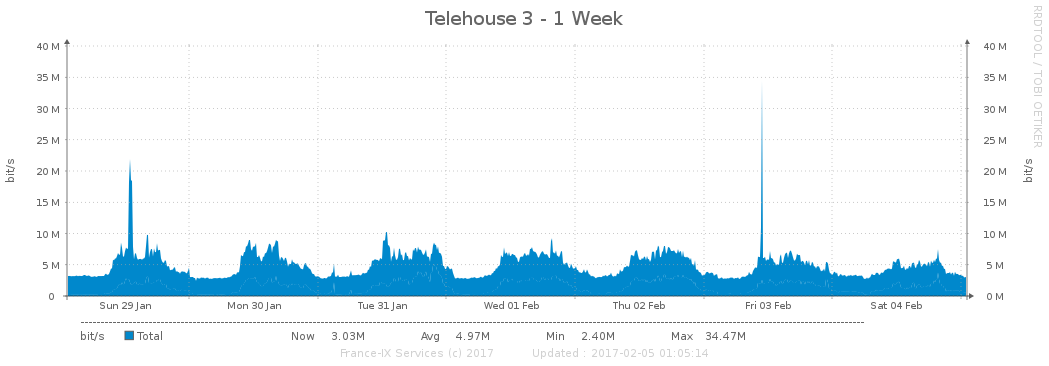 Telehouse 3 - 1 Week
RRDTOOL / TOBI OETIKER
bit/s
40 M
35 M
30 M
25 M
20 M
15 M
10 M
5 M
0
40 M
35 M
30 M
25 M
20 M
15 M
10 M
5 M
0 M
bit/s
Sun 29 Jan Mon 30 Jan Tue 31 Jan Wed 01 Feb Thu 02 Feb Fri 03 Feb Sat 04 Feb
bit/s Total Now 3.03M Avg 4.97M Min 2.40M Max 34.47M
France-IX Services (c) 2017 Updated : 2017-02-05 01:05:14